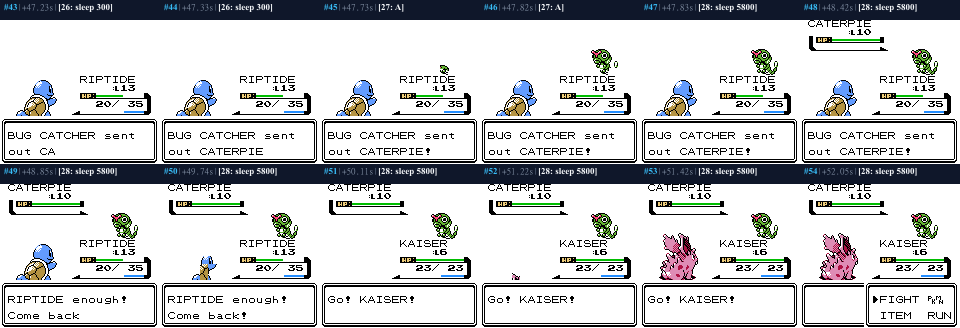 #43|+47.23s|[26: sleep 300]
RIPTIDE
:L13
HP:
20/ 35
BUG CATCHER sent
out CA
#44|+47.33s|[26: sleep 300]
RIPTIDE
:L13
HP:
20/ 35
BUG CATCHER sent
out CATERPIE
#45|+47.73s|[27: A]
RIPTIDE
:L13
HP:
20/ 35
BUG CATCHER sent
out CATERPIE!
#46|+47.82s|[27: A]
RIPTIDE
:L13
HP:
20/ 35
BUG CATCHER sent
out CATERPIE!
#47|+47.83s|[28: sleep 5800]
RIPTIDE
:L13
HP:
20/ 35
BUG CATCHER sent
out CATERPIE!
#48|+48.42s|[28: sleep 5800]
CATERPIE
:L10
HP:
RIPTIDE
:L13
HP:
20/ 35
BUG CATCHER sent
out CATERPIE!
#49|+48.85s|[28: sleep 5800]
CATERPIE
:L10
HP:
RIPTIDE
:L13
HP:
20/ 35
RIPTIDE enough!
Come back
#50|+49.74s|[28: sleep 5800]
CATERPIE
:L10
HP:
RIPTIDE
:L13
HP:
20/ 35
RIPTIDE enough!
Come back!
#51|+50.11s|[28: sleep 5800]
CATERPIE
:L10
HP:
KAISER
:L6
HP:
23/ 23
Go! KAISER!
#52|+51.22s|[28: sleep 5800]
CATERPIE
:L10
HP:
KAISER
:L6
HP:
23/ 23
Go! KAISER!
#53|+51.42s|[28: sleep 5800]
CATERPIE
:L10
HP:
KAISER
:L6
HP:
23/ 23
Go! KAISER!
#54|+52.05s|[28: sleep 5800]
CATERPIE
:L10
HP:
KAISER
:L6
HP:
23/ 23
▶FIGHT PKMN
ITEM RUN